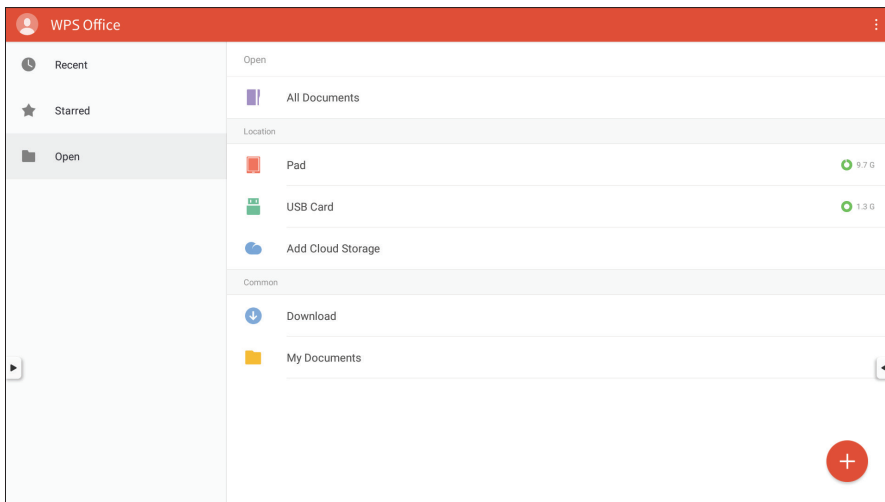 WPS Office
Recent
Starred
Open
Open
All Documents
Location
Pad
9.7 G
USB Card
1.3 G
Add Cloud Storage
Common
Download
My Documents